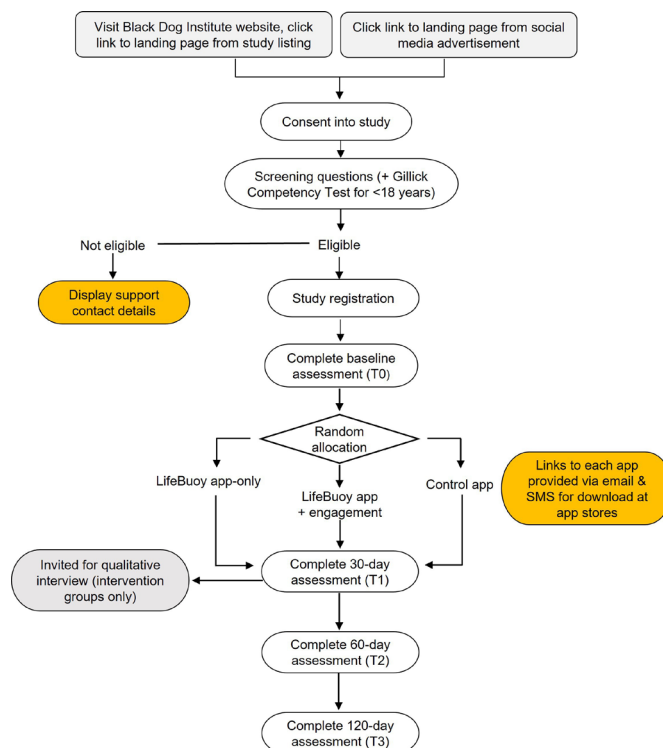 Visit Black Dog Institute website, click
link to landing page from study listing
Click link to landing page from social
media advertisement
Consent into study
Screening questions (+ Gillick
Competency Test for <18 years)
Not eligible
Eligible
Display support
contact details
Study registration
Complete baseline
assessment (T0)
Random
allocation
LifeBuoy app-only
LifeBuoy app
+ engagement
Control app
Links to each app
provided via email &
SMS for download at
app stores
Invited for qualitative
interview (intervention
groups only)
Complete 30-day
assessment (T1)
Complete 60-day
assessment (T2)
Complete 120-day
assessment (T3)